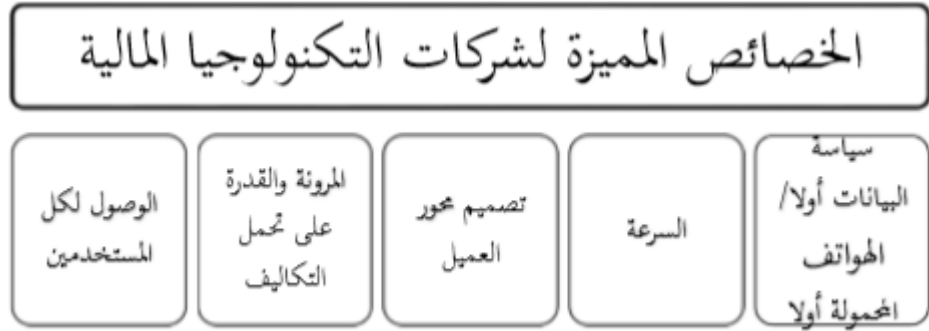 الخصائص المميزة لشركات التكنولوجيا المالية
سياسة
البيانات أولا/
الهواتف
المحمولة أولا
السرعة
تصميم محور
العميل
المرونة والقدرة
على تحمل
التكاليف
الوصول لكل
المستخدمين